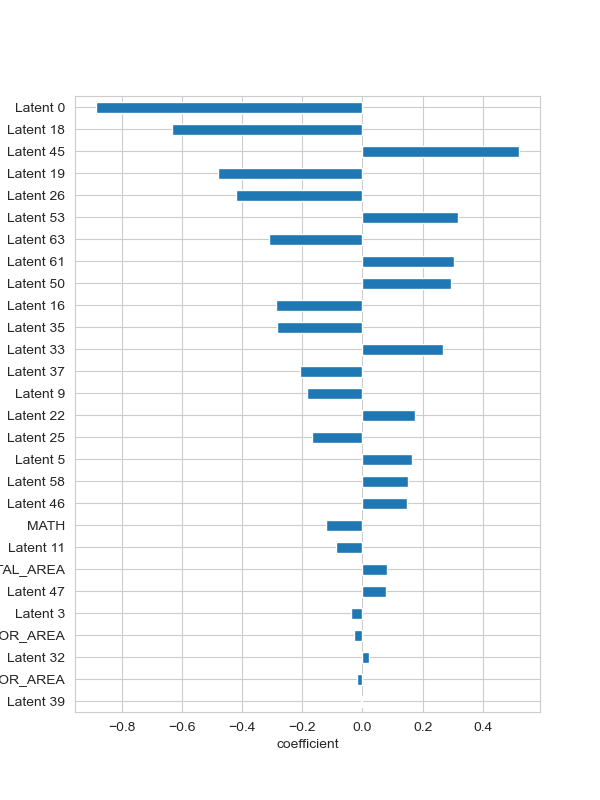 Latent 0
Latent 18
Latent 45
Latent 19
Latent 26
Latent 53
Latent 63
Latent 61
Latent 50
Latent 16
Latent 35
Latent 33
Latent 37
Latent 9
Latent 22
Latent 25
Latent 5
Latent 58
Latent 46
MATH
Latent 11
TAL_AREA
Latent 47
Latent 3
OR_AREA
Latent 32
OR_AREA
Latent 39
−0.8 −0.6 −0.4 −0.2 0.0 0.2 0.4
coefficient